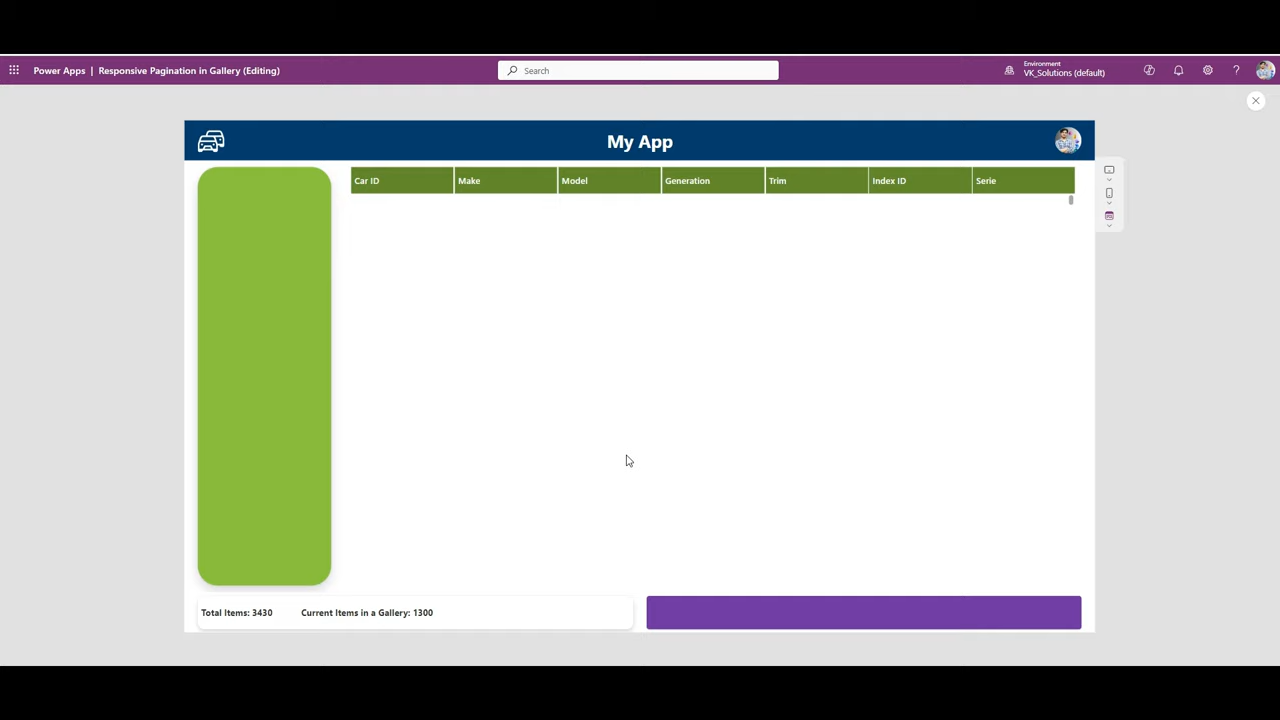 Power Apps | Responsive Pagination in Gallery (Editing)
Search
Environment
VK_Solutions (default)
My App
Car ID Make Model Generation Trim Index ID Serie
Total Items: 3430 Current Items in a Gallery: 1300